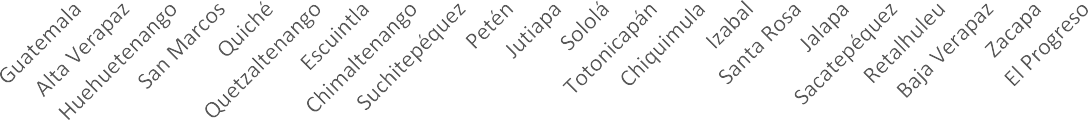 Guatemala
Alta Verapaz
Huehuetenango
San Marcos
Quiché
Quetzaltenango
Escuintla
Chimaltenango
Suchitepéquez
Petén
Jutiapa
Sololá
Totonicapán
Chiquimula
Izabal
Santa Rosa
Jalapa
Sacatepéquez
Retalhuleu
Baja Verapaz
Zacapa
El Progreso